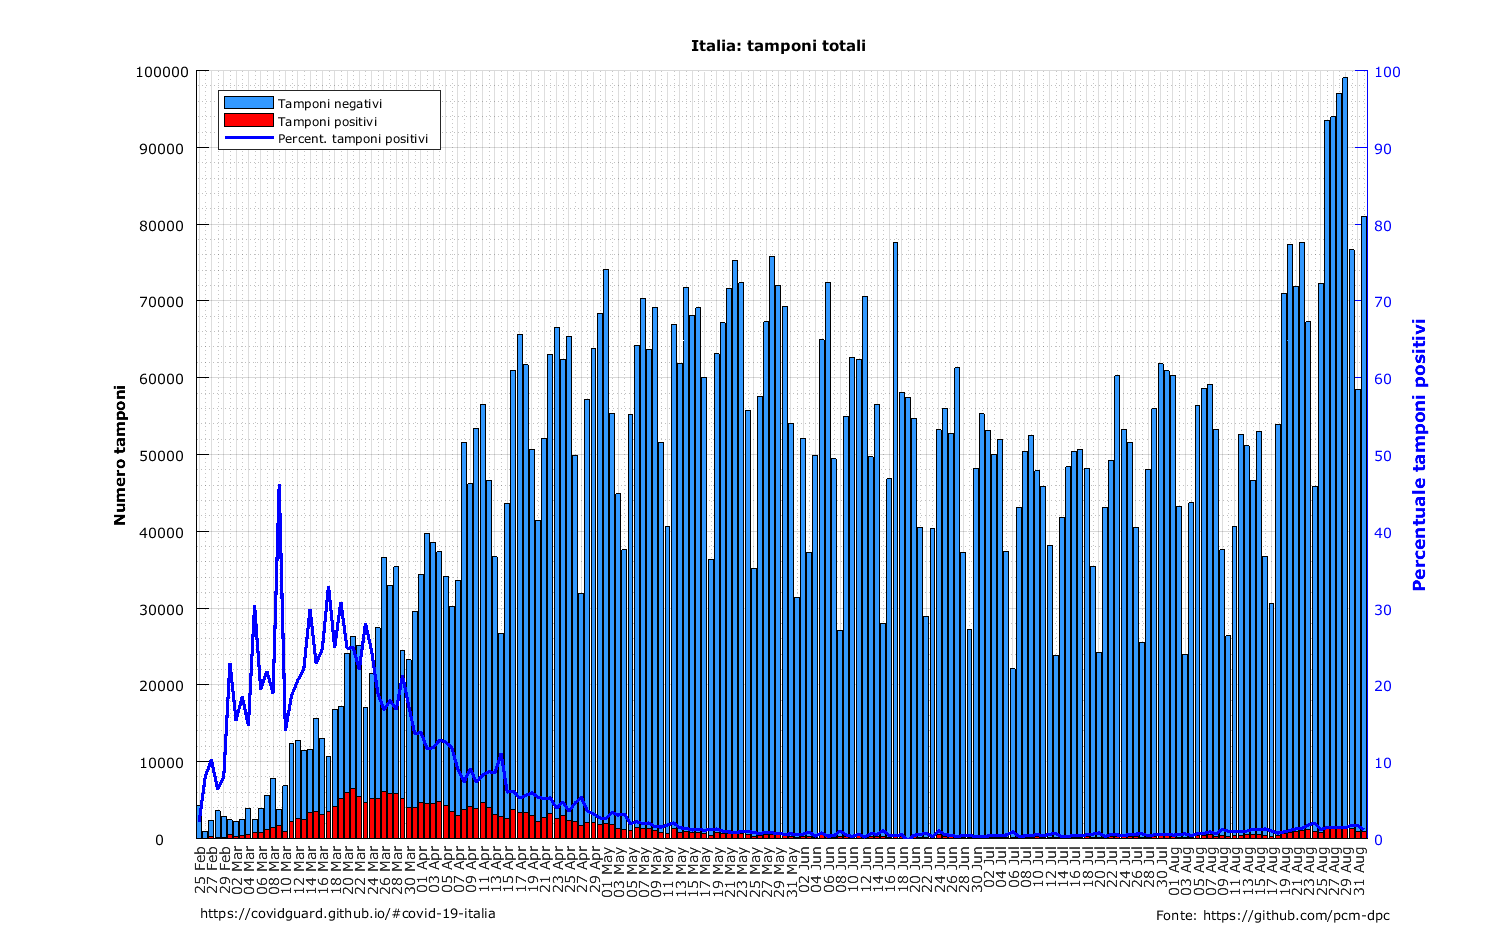 Italia: tamponi totali
Tamponi negativi
Tamponi positivi
Percent. tamponi positivi
Numero tamponi
100000
90000
80000
70000
60000
50000
40000
30000
20000
10000
0
Percentuale tamponi positivi
100
90
80
70
60
50
40
30
20
10
0
25 Feb
27 Feb
29 Feb
02 Mar
04 Mar
06 Mar
08 Mar
10 Mar
12 Mar
14 Mar
16 Mar
18 Mar
20 Mar
22 Mar
24 Mar
26 Mar
28 Mar
30 Mar
01 Apr
03 Apr
05 Apr
07 Apr
09 Apr
11 Apr
13 Apr
15 Apr
17 Apr
19 Apr
21 Apr
23 Apr
25 Apr
27 Apr
29 Apr
01 May
03 May
05 May
07 May
09 May
11 May
13 May
15 May
17 May
19 May
21 May
23 May
25 May
27 May
29 May
31 May
02 Jun
04 Jun
06 Jun
08 Jun
10 Jun
12 Jun
14 Jun
16 Jun
18 Jun
20 Jun
22 Jun
24 Jun
26 Jun
28 Jun
30 Jun
02 Jul
04 Jul
06 Jul
08 Jul
10 Jul
12 Jul
14 Jul
16 Jul
18 Jul
20 Jul
22 Jul
24 Jul
26 Jul
28 Jul
30 Jul
01 Aug
03 Aug
05 Aug
07 Aug
09 Aug
11 Aug
13 Aug
15 Aug
17 Aug
19 Aug
21 Aug
23 Aug
25 Aug
27 Aug
29 Aug
31 Aug
https://covidguard.github.io/#covid-19-italia
Fonte: https://github.com/pcm-dpc